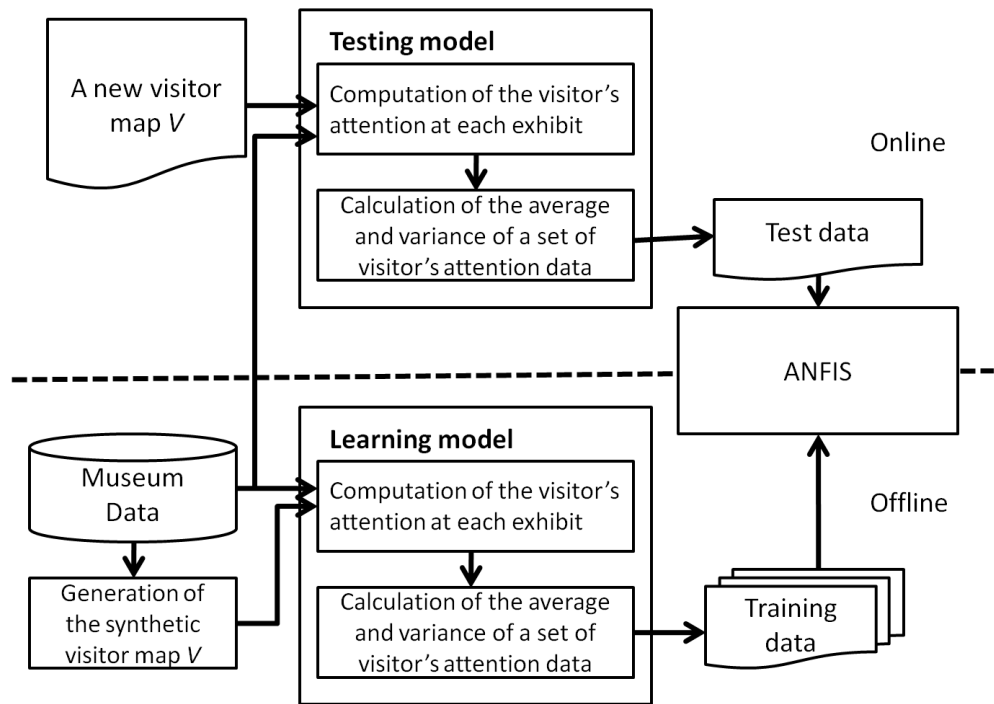 A new visitor
map V
Testing model
Computation of the visitor's
attention at each exhibit
Calculation of the average
and variance of a set of
visitor's attention data
Online
Test data
ANFIS
Museum
Data
Generation of
the synthetic
visitor map V
Learning model
Computation of the visitor's
attention at each exhibit
Calculation of the average
and variance of a set of
visitor's attention data
Offline
Training
data